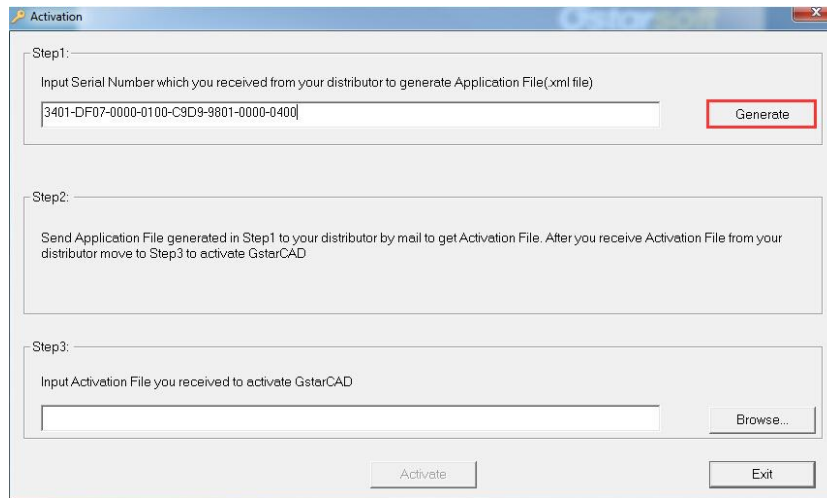 Activation
Gstarsoft
Step1:
Input Serial Number which you received from your distributor to generate Application File(.xml file)
3401-DF07-0000-0100-C9D9-9801-0000-0400
Generate
Step2:
Send Application File generated in Step1 to your distributor by mail to get Activation File. After you receive Activation File from your
distributor move to Step3 to activate GstarCAD
Step3:
Input Activation File you received to activate GstarCAD
Browse...
Activate
Exit